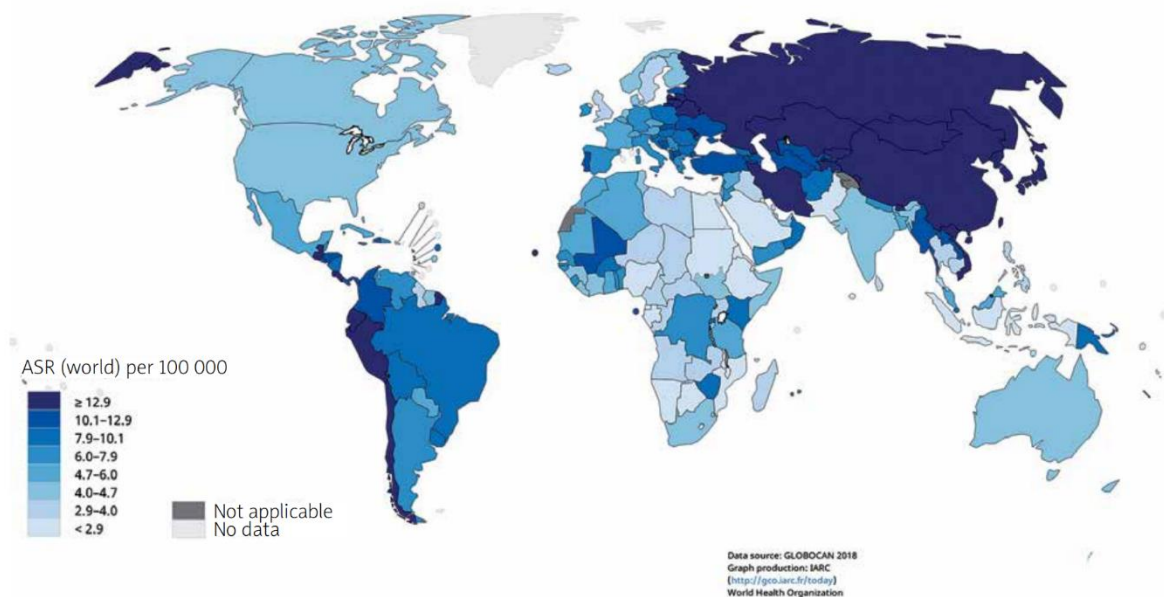 ASR (world) per 100 000
≥ 12.9
10.1–12.9
7.9–10.1
6.0–7.9
4.7–6.0
4.0–4.7
2.9–4.0
< 2.9
Not applicable
No data
Data source: GLOBOCAN 2018
Graph production: IARC
(http://gco.iarc.fr/today)
World Health Organization